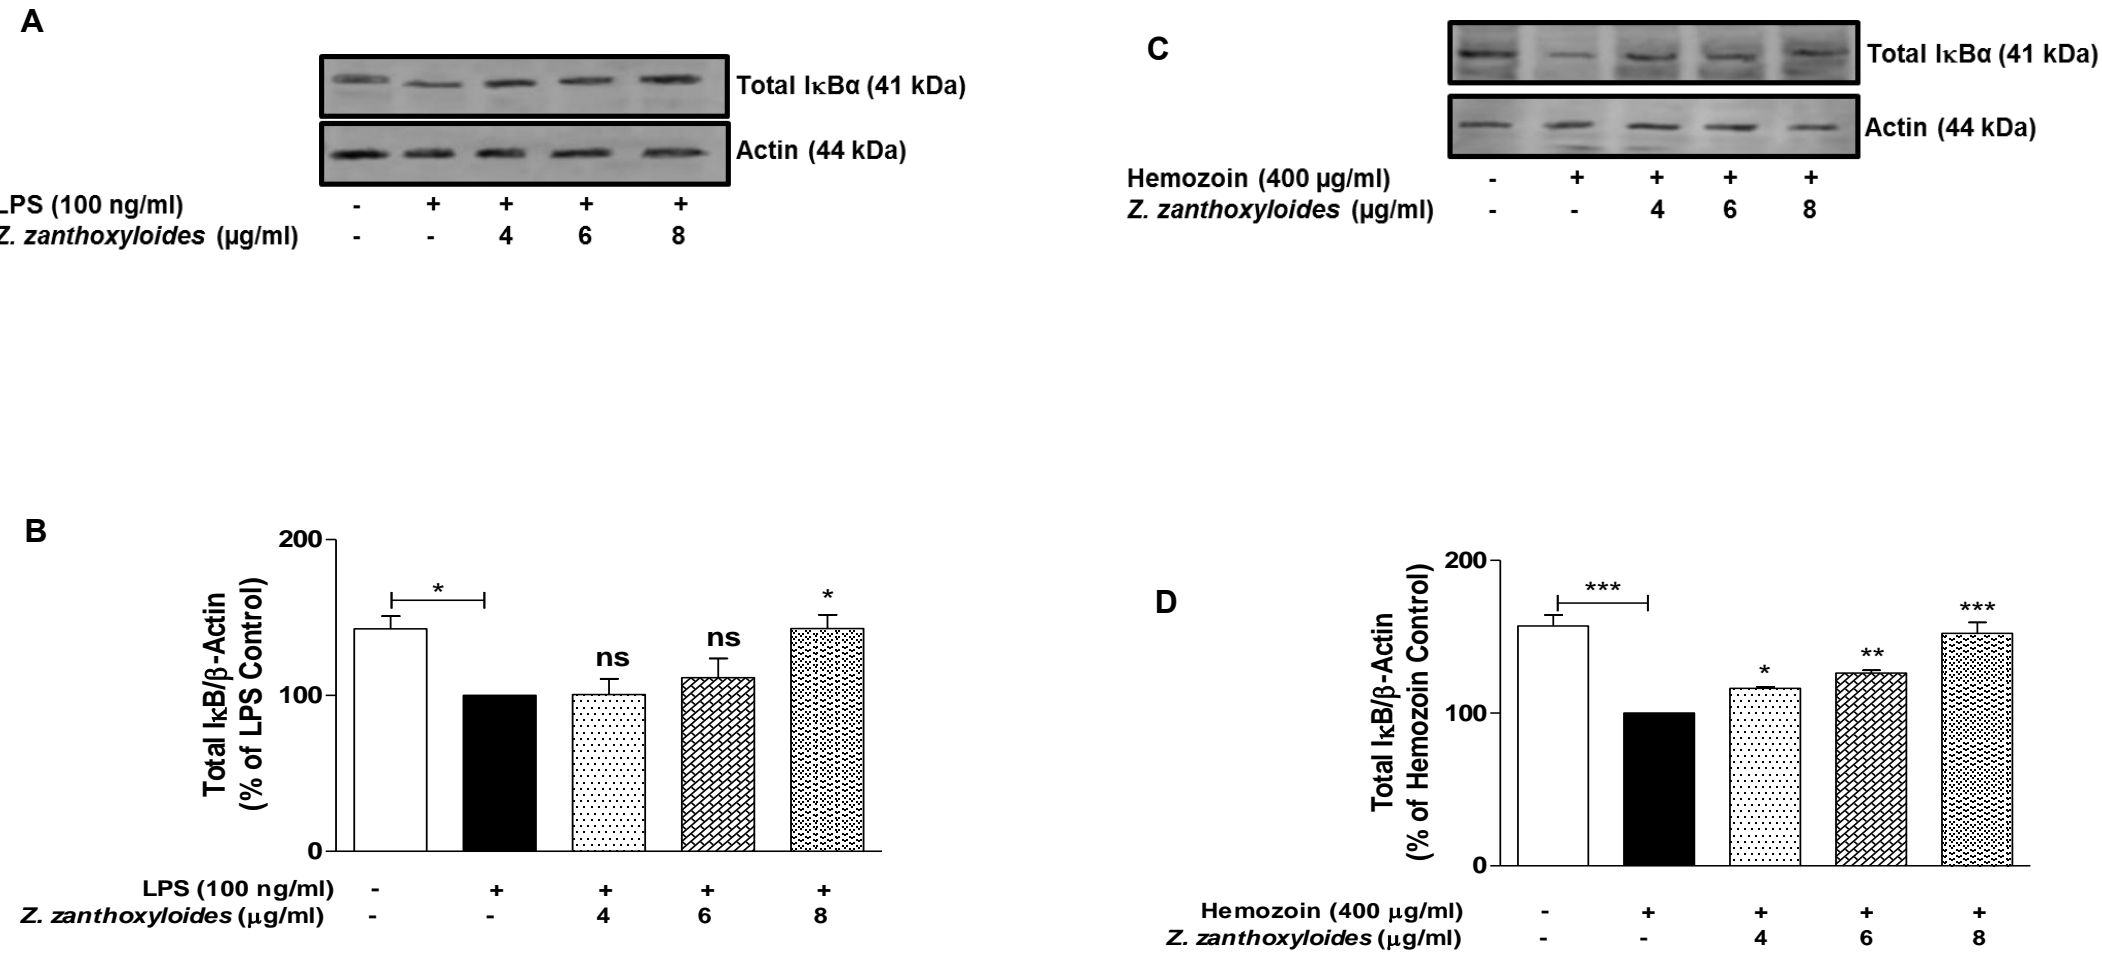 A
Total IκBα (41 kDa)
Actin (44 kDa)
LPS (100 ng/ml) - + + + +
Z. zanthoxyloides (µg/ml) - - 4 6 8
C
Total IκBα (41 kDa)
Actin (44 kDa)
Hemozoin (400 µg/ml) - + + + +
Z. zanthoxyloides (µg/ml) - - 4 6 8
B
Total IκB/β-Actin
(% of LPS Control)
200
100
0
*
ns
ns
*
LPS (100 ng/ml) - + + + +
Z. zanthoxyloides (µg/ml) - - 4 6 8
D
Total IκB/β-Actin
(% of Hemozoin Control)
200
100
0
***
*
**
***
Hemozoin (400 µg/ml) - + + + +
Z. zanthoxyloides (µg/ml) - - 4 6 8